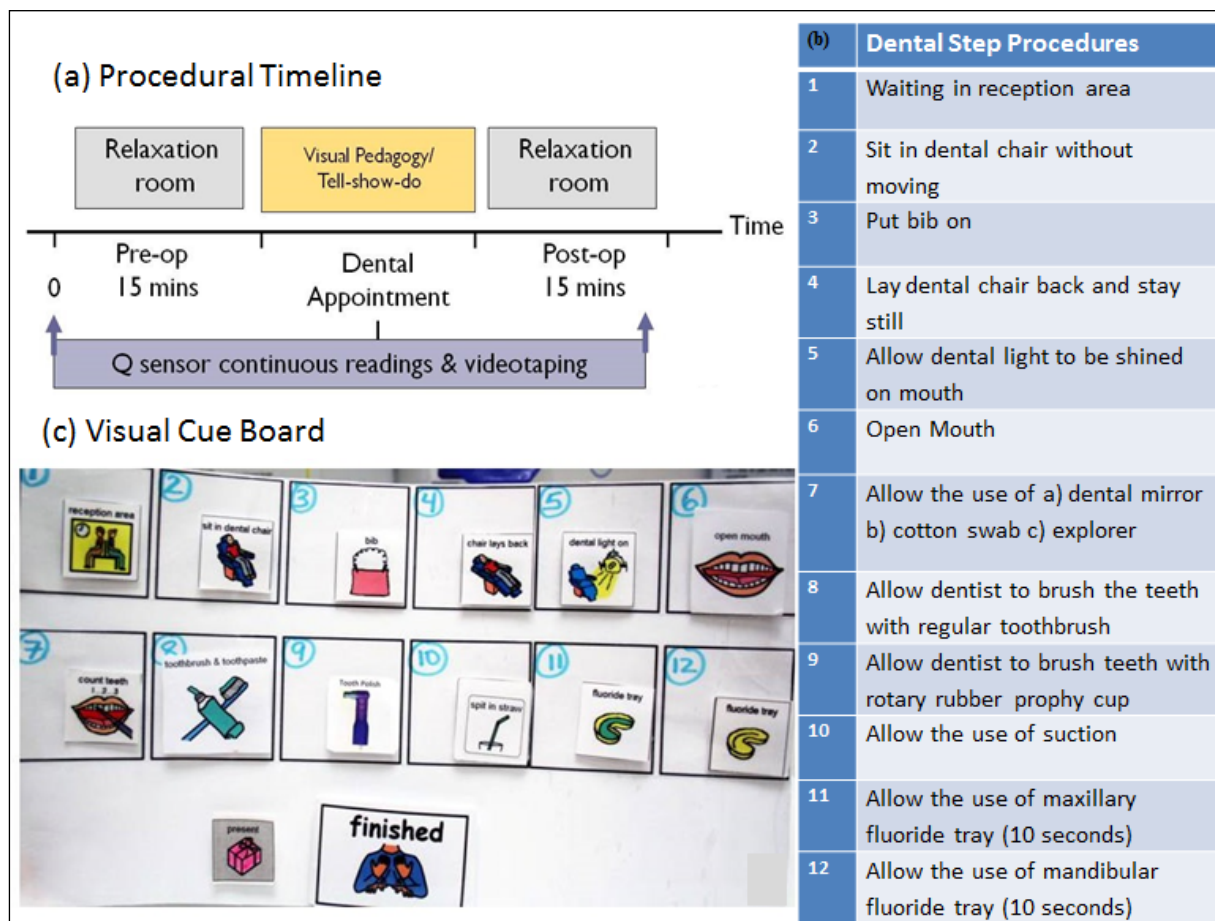 (a) Procedural Timeline
Relaxation
room
Visual Pedagogy/
Tell-show-do
Relaxation
room
Time
0
Pre-op
15 mins
Dental
Appointment
Post-op
15 mins
Q sensor continuous readings & videotaping
(b) Dental Step Procedures
1 Waiting in reception area
2 Sit in dental chair without
moving
3 Put bib on
4 Lay dental chair back and stay
still
5 Allow dental light to be shined
on mouth
6 Open Mouth
7 Allow the use of a) dental mirror
b) cotton swab c) explorer
8 Allow dentist to brush the teeth
with regular toothbrush
9 Allow dentist to brush teeth with
rotary rubber prophy cup
10 Allow the use of suction
11 Allow the use of maxillary
fluoride tray (10 seconds)
12 Allow the use of mandibular
fluoride tray (10 seconds)
(c) Visual Cue Board
1
reception area
2
sit in dental chair
3
bib
4
chair lays back
5
dental light on
6
open mouth
7
count teeth
1 2 3
8
toothbrush & toothpaste
9
Tooth Polish
10
spit in straw
11
fluoride tray
12
fluoride tray
present
finished